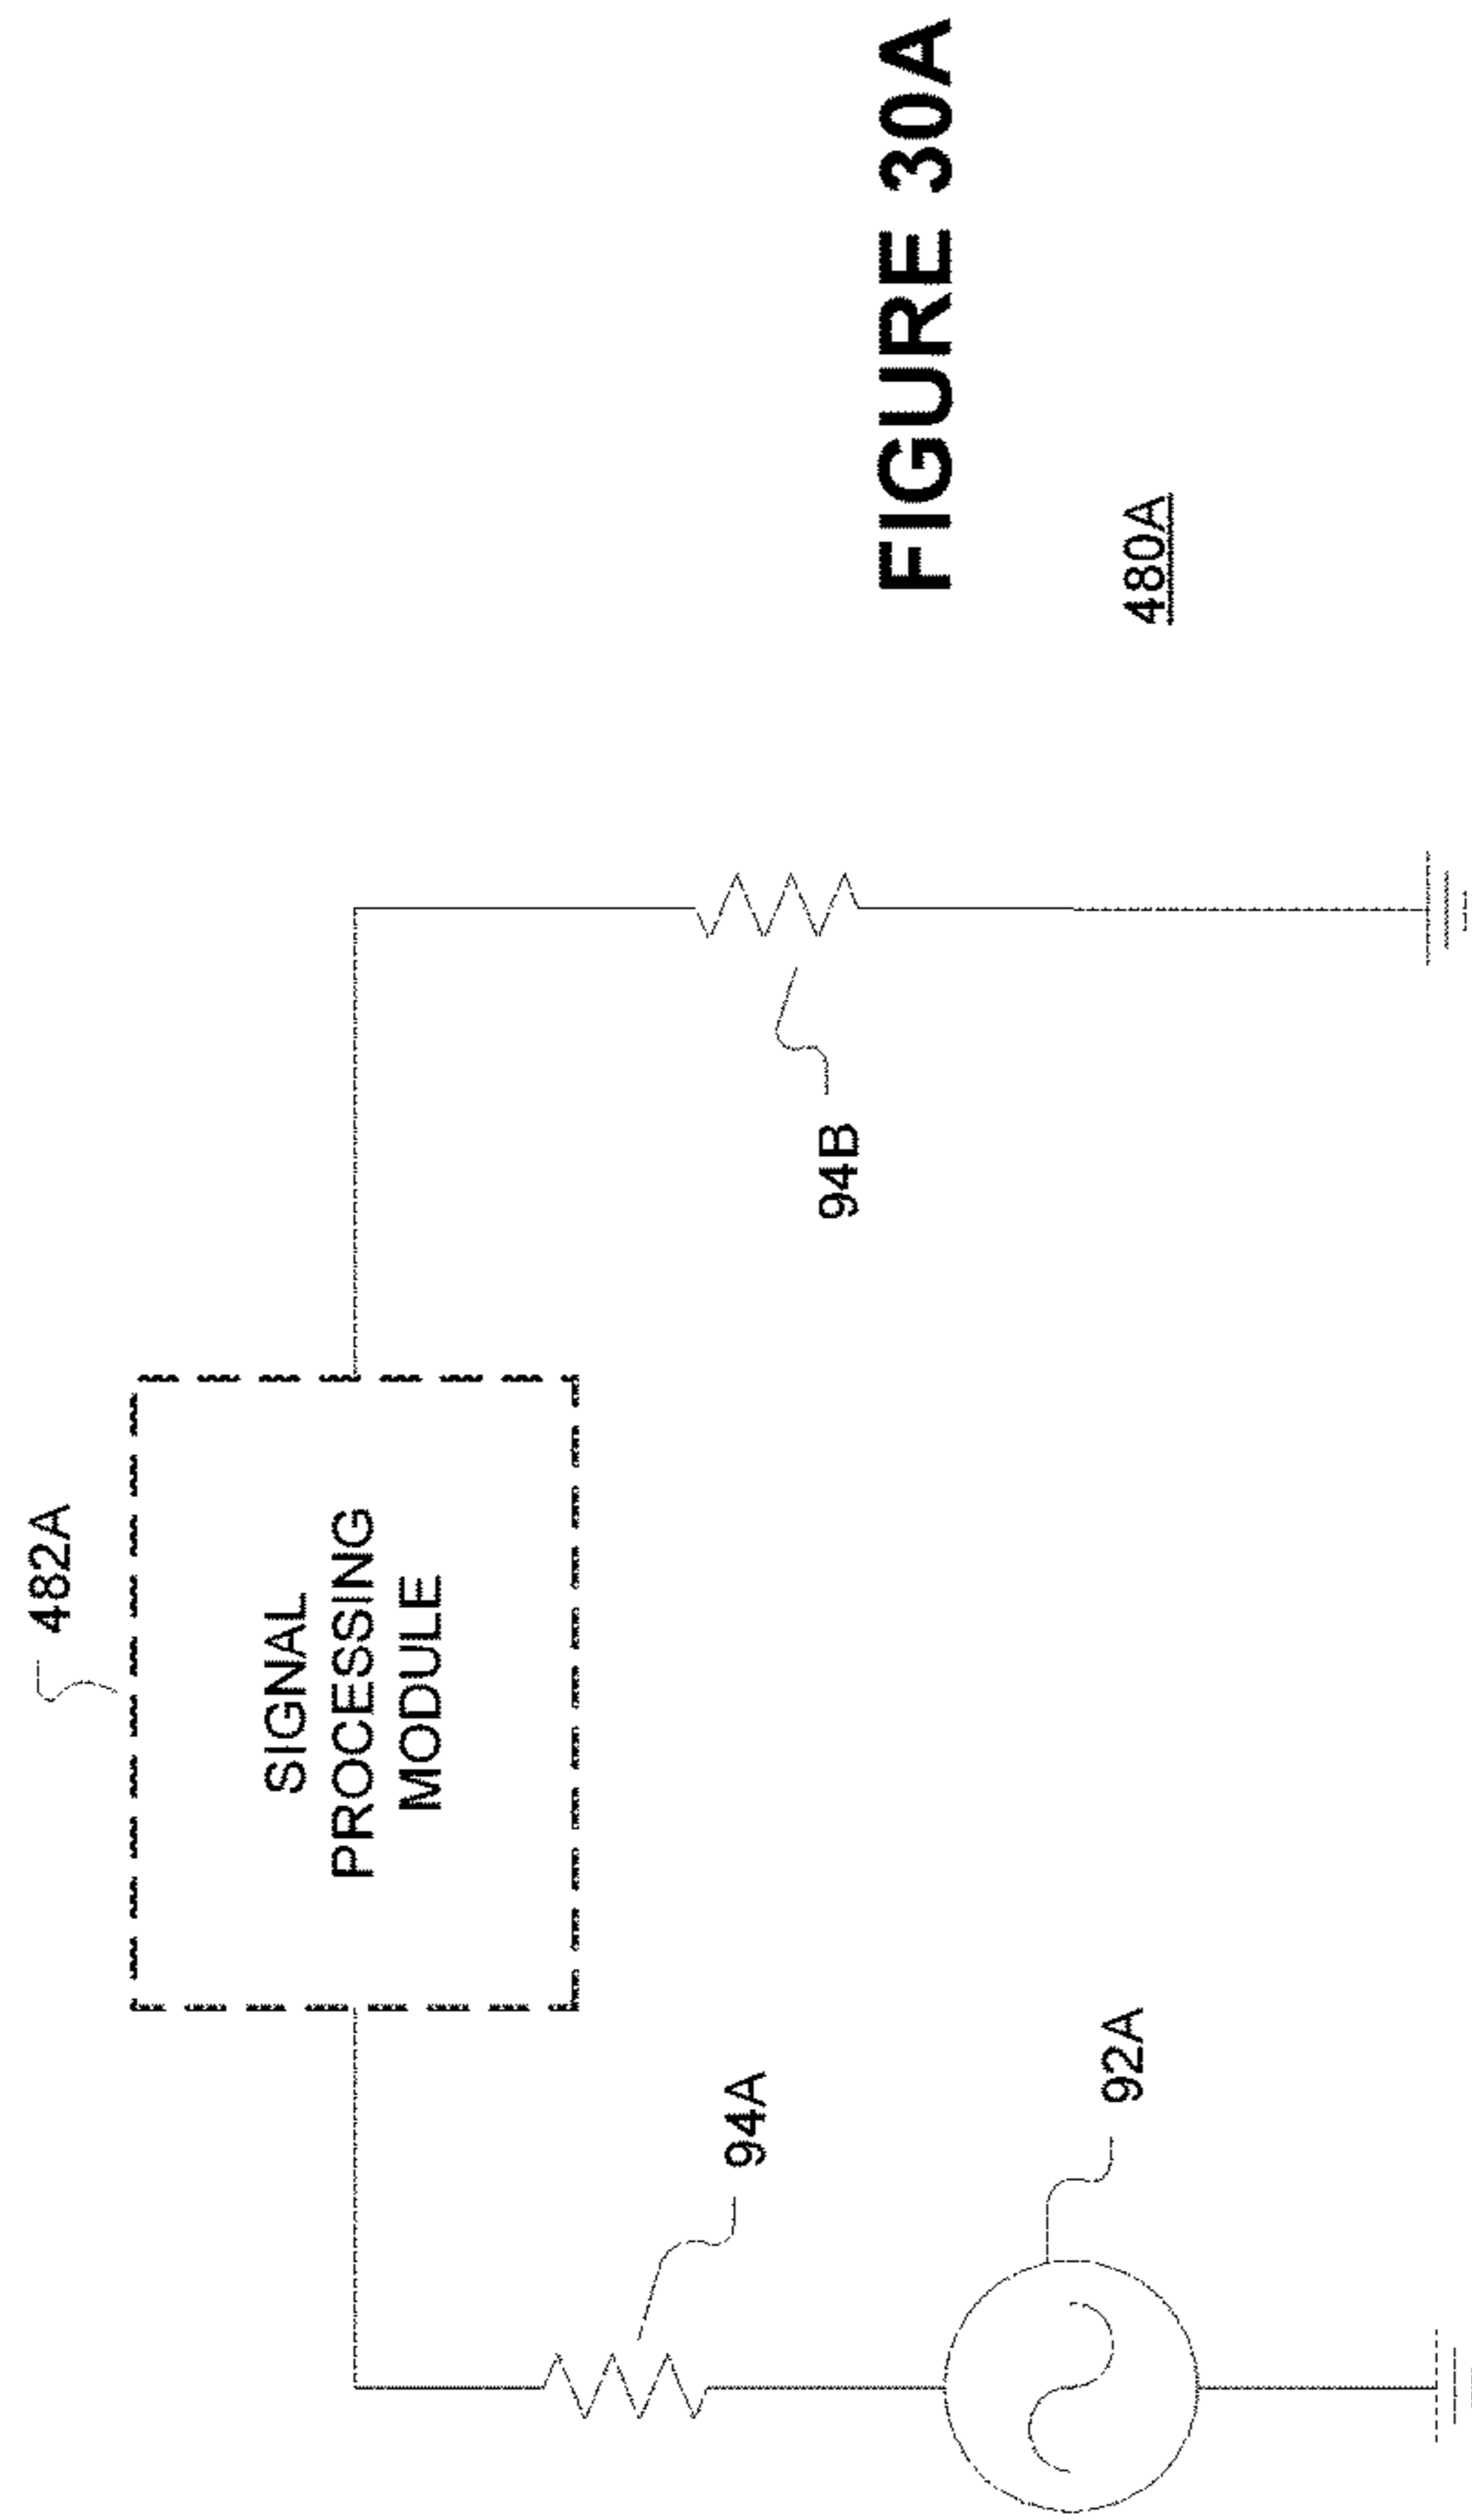 482A
SIGNAL
PROCESSING
MODULE
94A
94B
92A
FIGURE 30A
480A